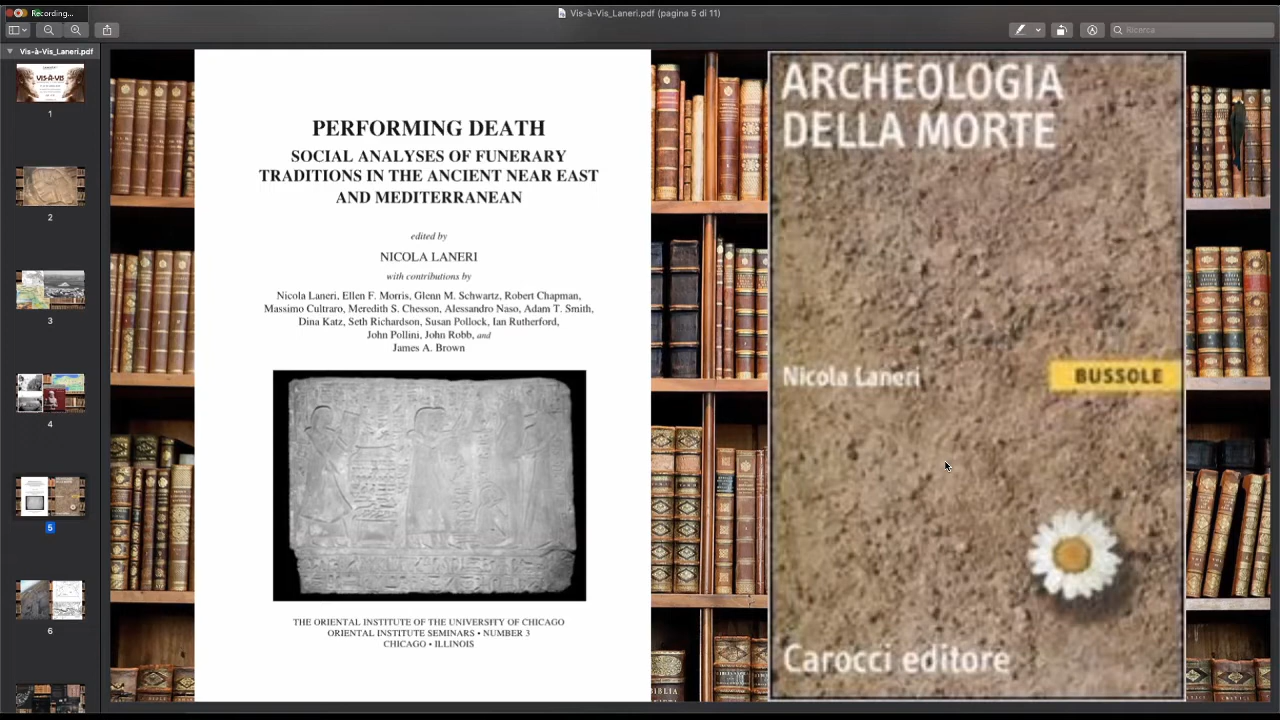 Recording...
Vis-à-Vis_Laneri.pdf (pagina 5 di 11)
Ricerca
Vis-à-Vis_Laneri.pdf
VIS-À-VIS
1
2
3
4
5
6
PERFORMING DEATH
SOCIAL ANALYSES OF FUNERARY
TRADITIONS IN THE ANCIENT NEAR EAST
AND MEDITERRANEAN
edited by
NICOLA LANERI
with contributions by
Nicola Laneri, Ellen F. Morris, Glenn M. Schwartz, Robert Chapman,
Massimo Cultraro, Meredith S. Chesson, Alessandro Naso, Adam T. Smith,
Dina Katz, Seth Richardson, Susan Pollock, Ian Rutherford,
John Pollini, John Robb, and
James A. Brown
THE ORIENTAL INSTITUTE OF THE UNIVERSITY OF CHICAGO
ORIENTAL INSTITUTE SEMINARS • NUMBER 3
CHICAGO • ILLINOIS
ARCHEOLOGIA
DELLA MORTE
Nicola Laneri
BUSSOLE
Carocci editore
BIBLIA